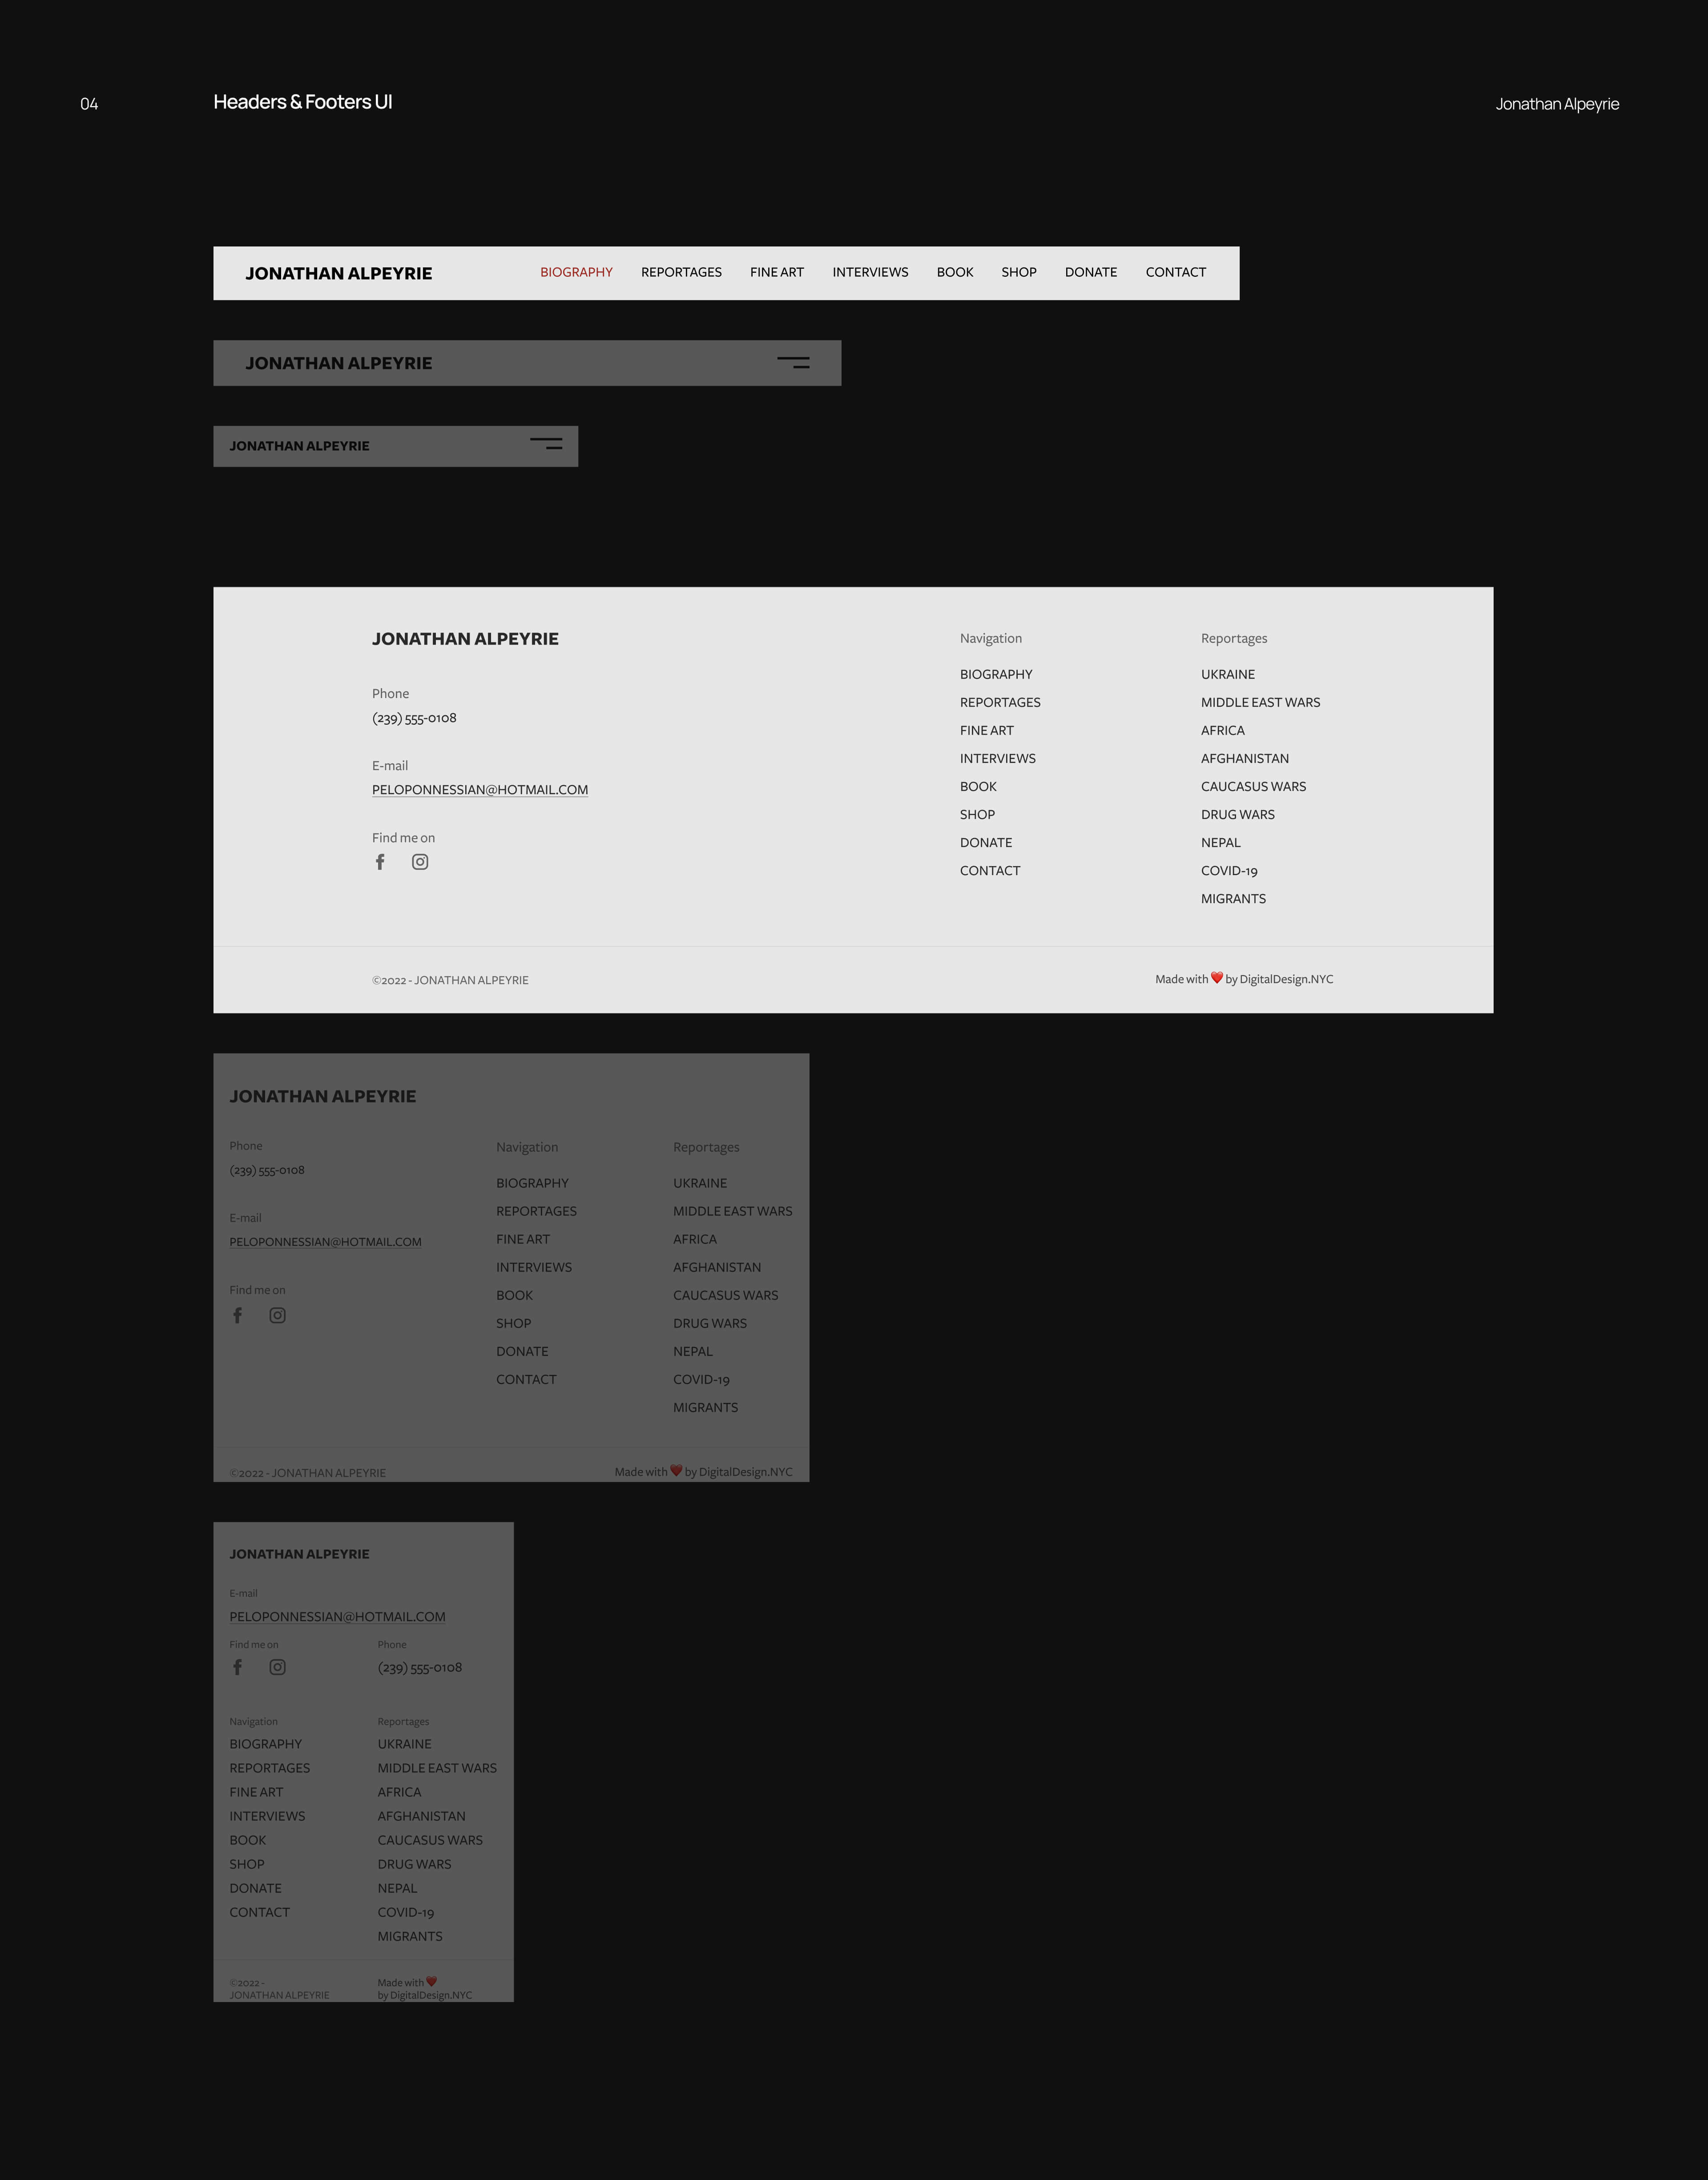 04
Headers & Footers UI
Jonathan Alpeyrie
JONATHAN ALPEYRIE
BIOGRAPHY REPORTAGES FINE ART INTERVIEWS BOOK SHOP DONATE CONTACT
JONATHAN ALPEYRIE
JONATHAN ALPEYRIE
JONATHAN ALPEYRIE
Phone
(239) 555-0108
E-mail
PELOPONNESSIAN@HOTMAIL.COM
Find me on
Navigation
BIOGRAPHY
REPORTAGES
FINE ART
INTERVIEWS
BOOK
SHOP
DONATE
CONTACT
Reportages
UKRAINE
MIDDLE EAST WARS
AFRICA
AFGHANISTAN
CAUCASUS WARS
DRUG WARS
NEPAL
COVID-19
MIGRANTS
©2022 - JONATHAN ALPEYRIE
Made with ❤️ by DigitalDesign.NYC
JONATHAN ALPEYRIE
Phone
(239) 555-0108
E-mail
PELOPONNESSIAN@HOTMAIL.COM
Find me on
Navigation
BIOGRAPHY
REPORTAGES
FINE ART
INTERVIEWS
BOOK
SHOP
DONATE
CONTACT
Reportages
UKRAINE
MIDDLE EAST WARS
AFRICA
AFGHANISTAN
CAUCASUS WARS
DRUG WARS
NEPAL
COVID-19
MIGRANTS
©2022 - JONATHAN ALPEYRIE
Made with ❤️ by DigitalDesign.NYC
JONATHAN ALPEYRIE
E-mail
PELOPONNESSIAN@HOTMAIL.COM
Find me on
Phone
(239) 555-0108
Navigation
BIOGRAPHY
REPORTAGES
FINE ART
INTERVIEWS
BOOK
SHOP
DONATE
CONTACT
Reportages
UKRAINE
MIDDLE EAST WARS
AFRICA
AFGHANISTAN
CAUCASUS WARS
DRUG WARS
NEPAL
COVID-19
MIGRANTS
©2022 -
JONATHAN ALPEYRIE
Made with ❤️
by DigitalDesign.NYC